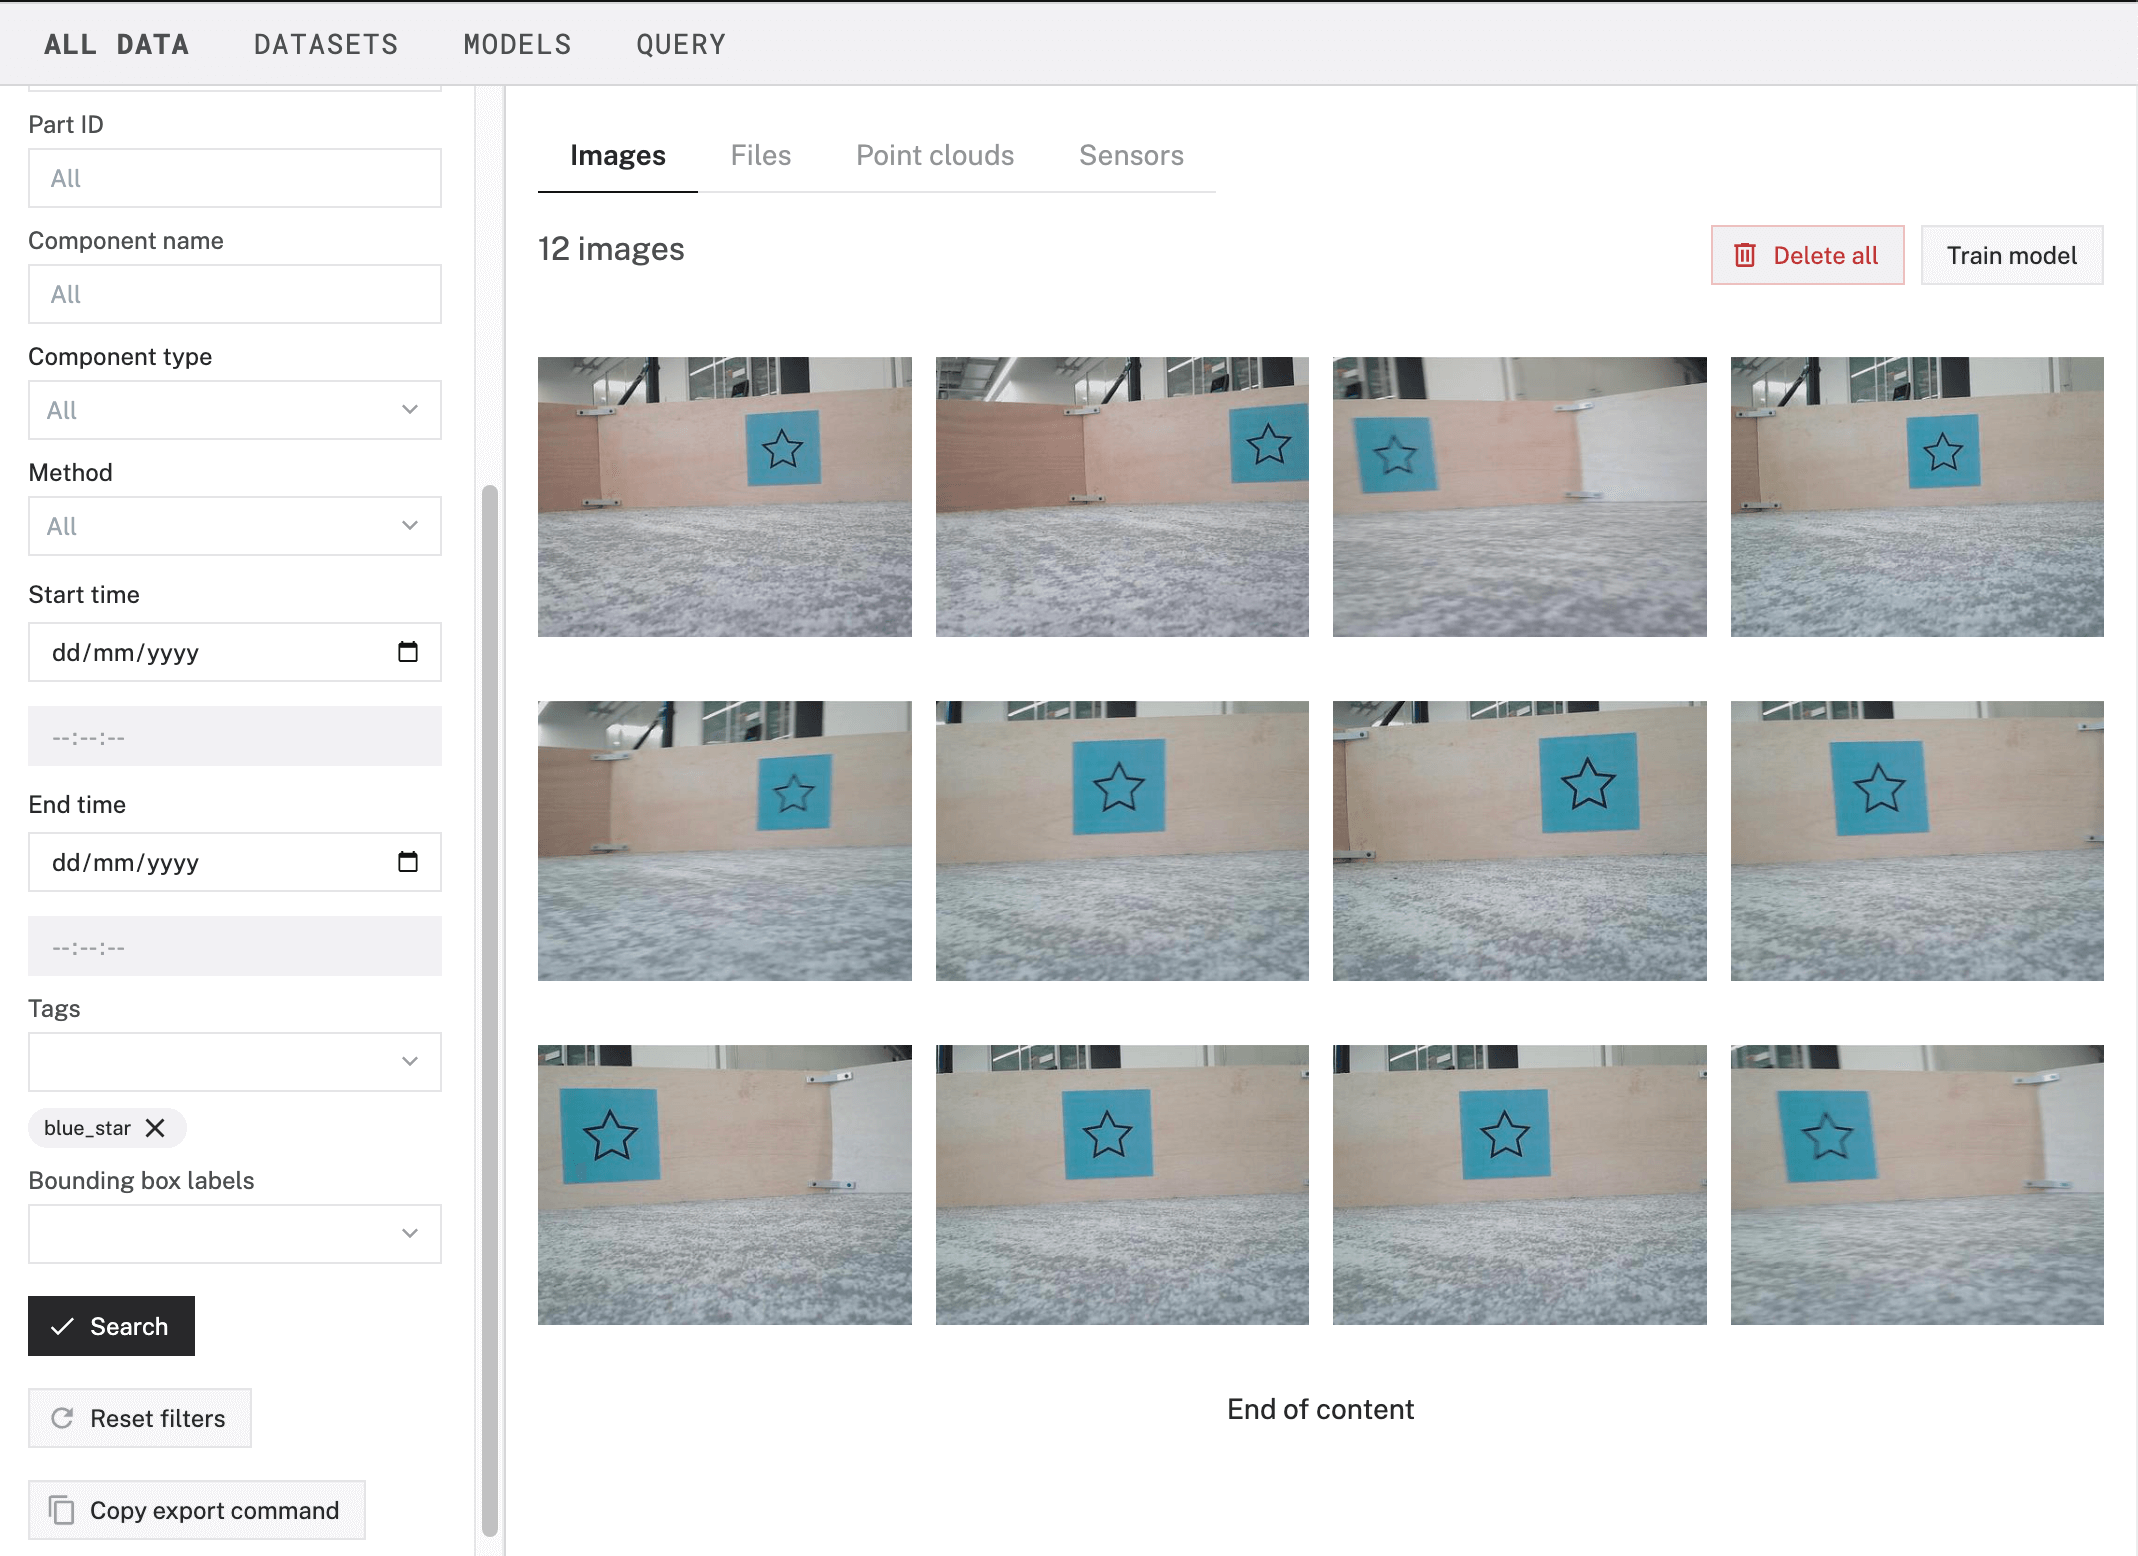 ALL DATA DATASETS MODELS QUERY
Part ID
All
Component name
All
Component type
All
Method
All
Start time
dd/mm/yyyy
--:--:--
End time
dd/mm/yyyy
--:--:--
Tags
blue_star
Bounding box labels
Search
Reset filters
Copy export command
Images Files Point clouds Sensors
12 images
Delete all Train model
End of content